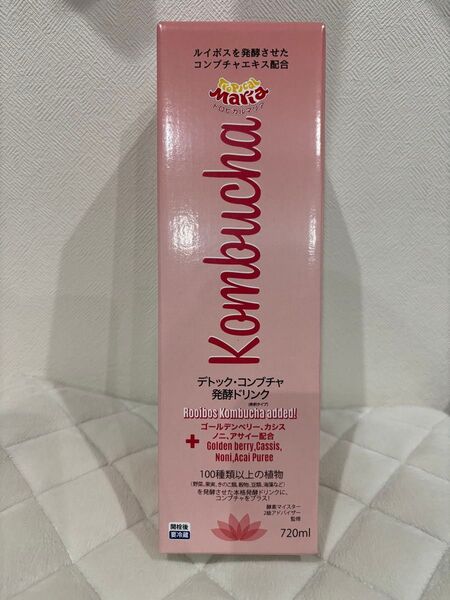 ルイボスを発酵させた
コンブチャエキス配合
TROPICAL
Maria
トロピカルマリア
Kombucha
デトック・コンブチャ
発酵ドリンク
(希釈タイプ)
Rooibos Kombucha added!
+
ゴールデンベリー、カシス
ノニ、アサイー配合
Golden berry,Cassis,
Noni,Acai Puree
100種類以上の植物
(野菜、果実、きのこ類、穀物、豆類、海藻など)
を発酵させた本格発酵ドリンクに、
コンブチャをプラス!
酵素マイスター
2級アドバイザー
監修
開栓後
要冷蔵
720ml